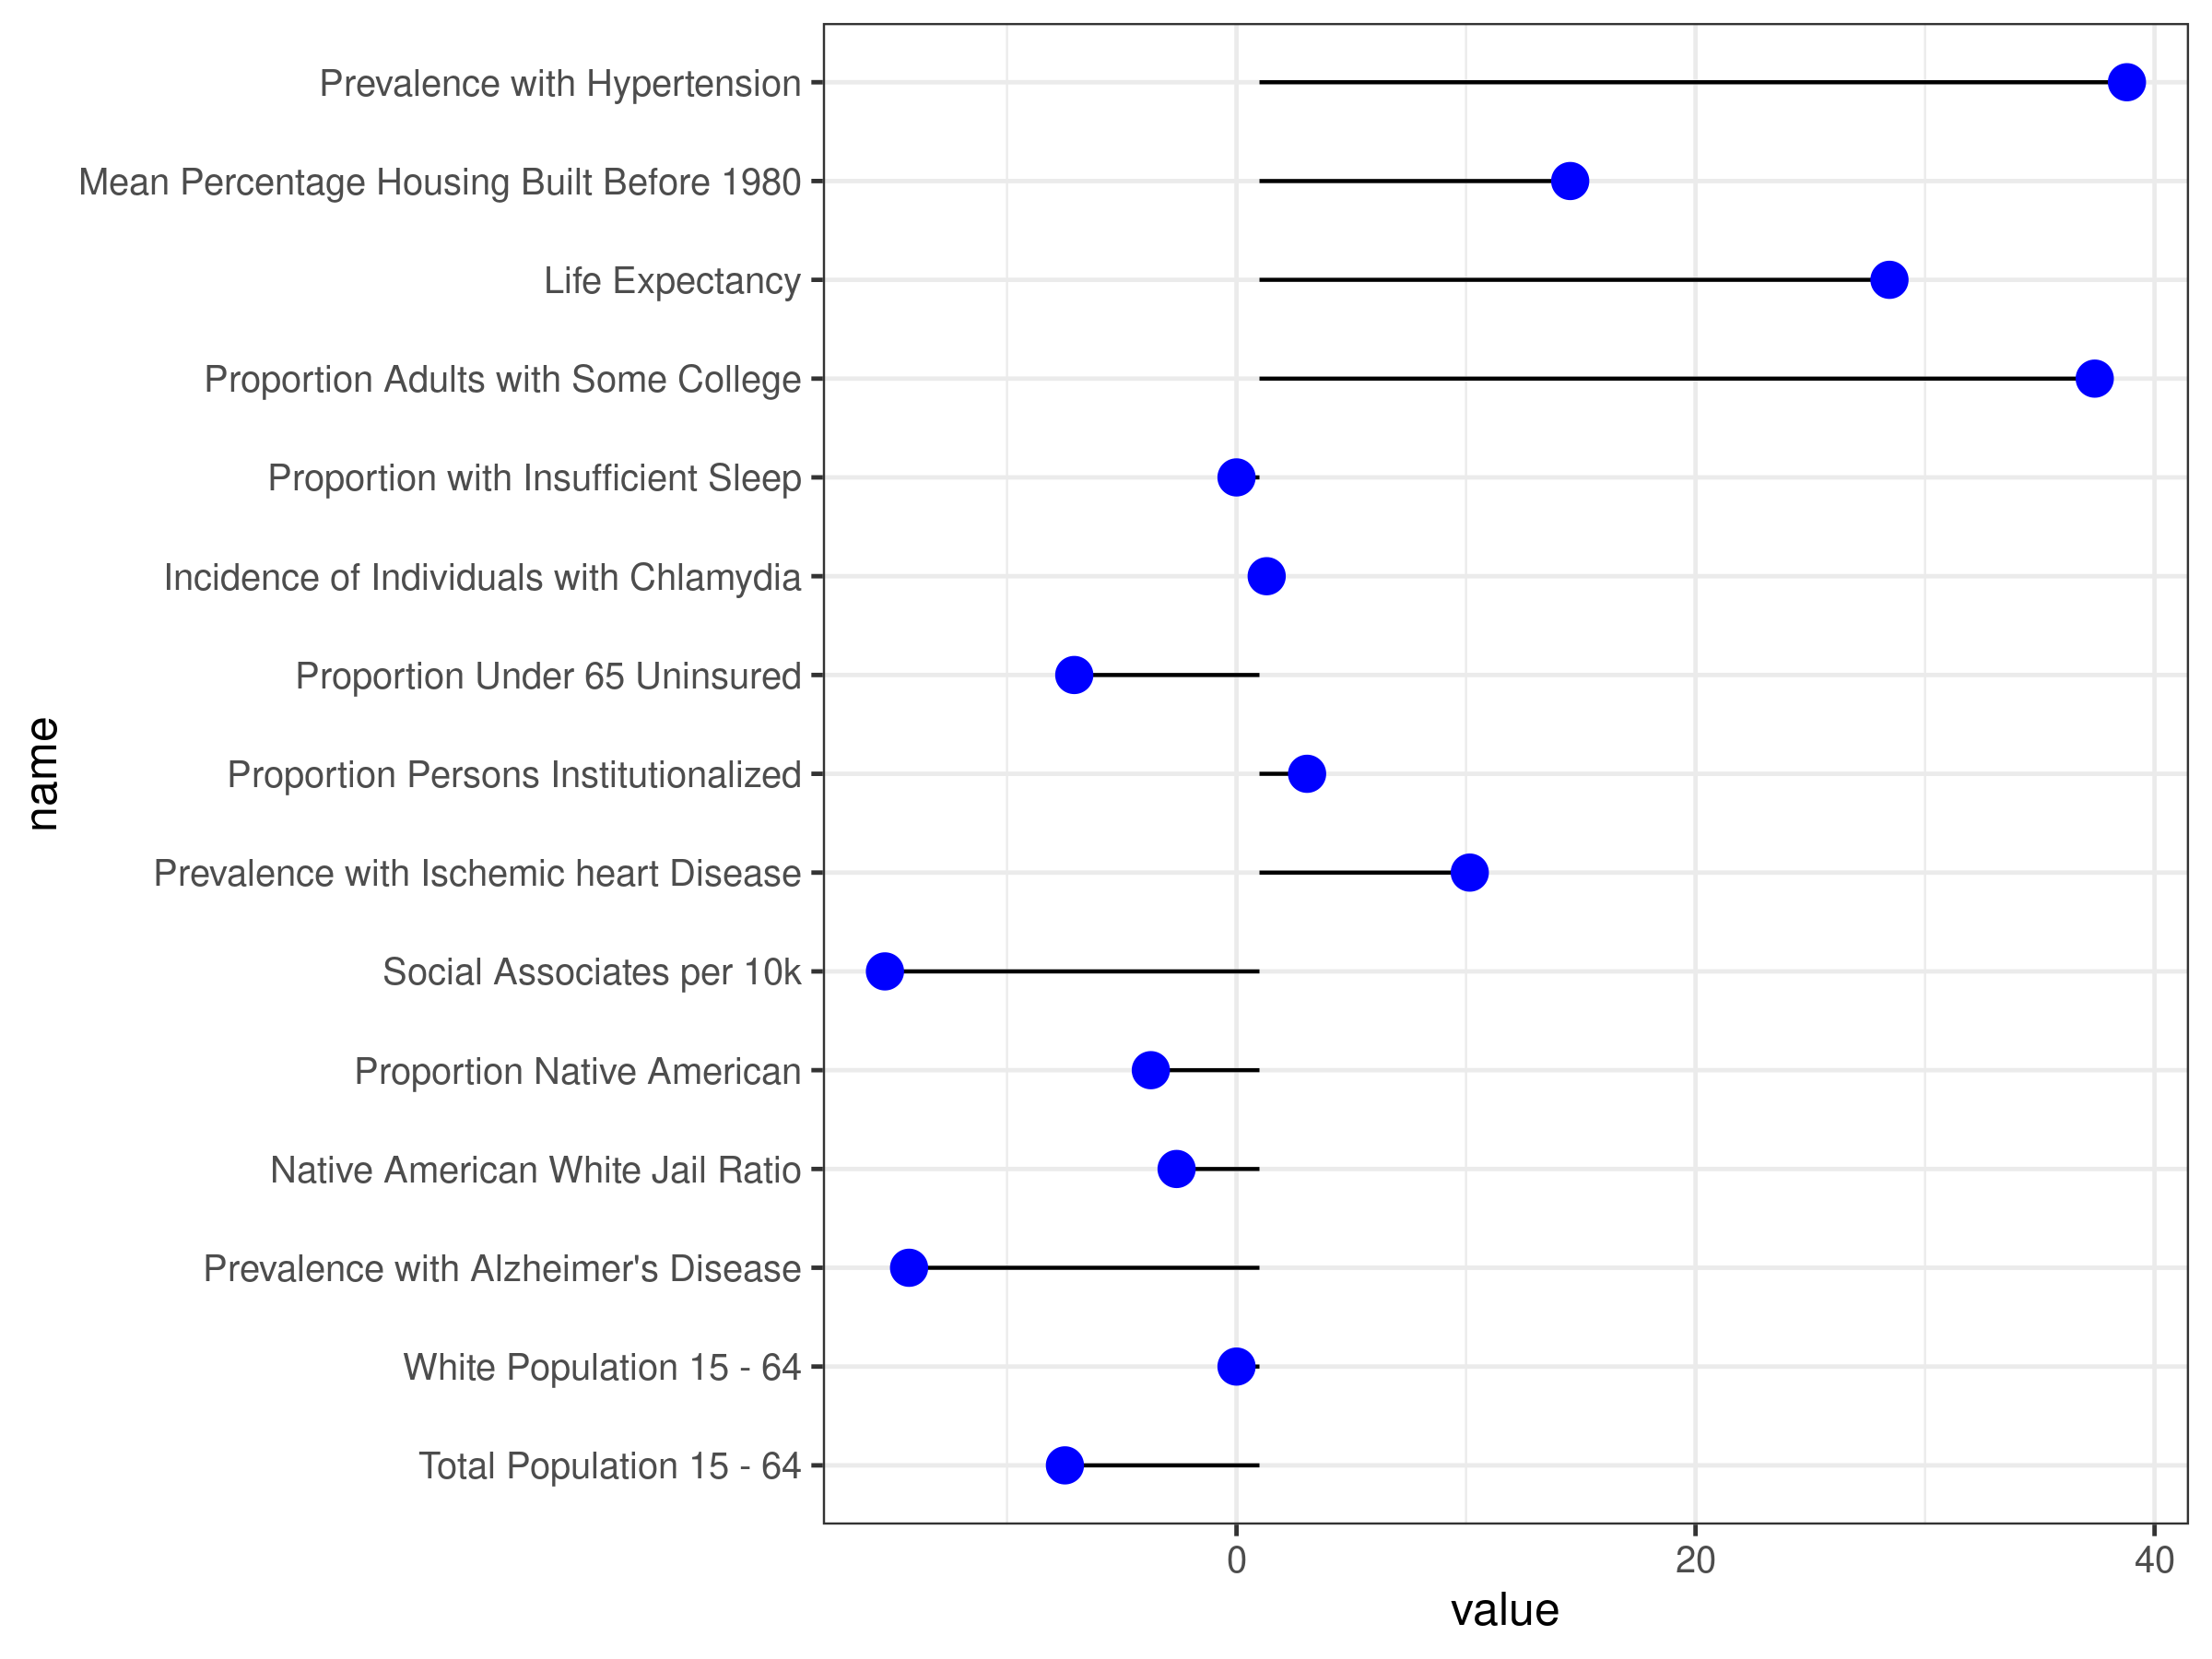 Prevalence with Hypertension
Mean Percentage Housing Built Before 1980
Life Expectancy
Proportion Adults with Some College
Proportion with Insufficient Sleep
Incidence of Individuals with Chlamydia
Proportion Under 65 Uninsured
Proportion Persons Institutionalized
Prevalence with Ischemic heart Disease
Social Associates per 10k
Proportion Native American
Native American White Jail Ratio
Prevalence with Alzheimer's Disease
White Population 15 - 64
Total Population 15 - 64
name
0 20 40
value